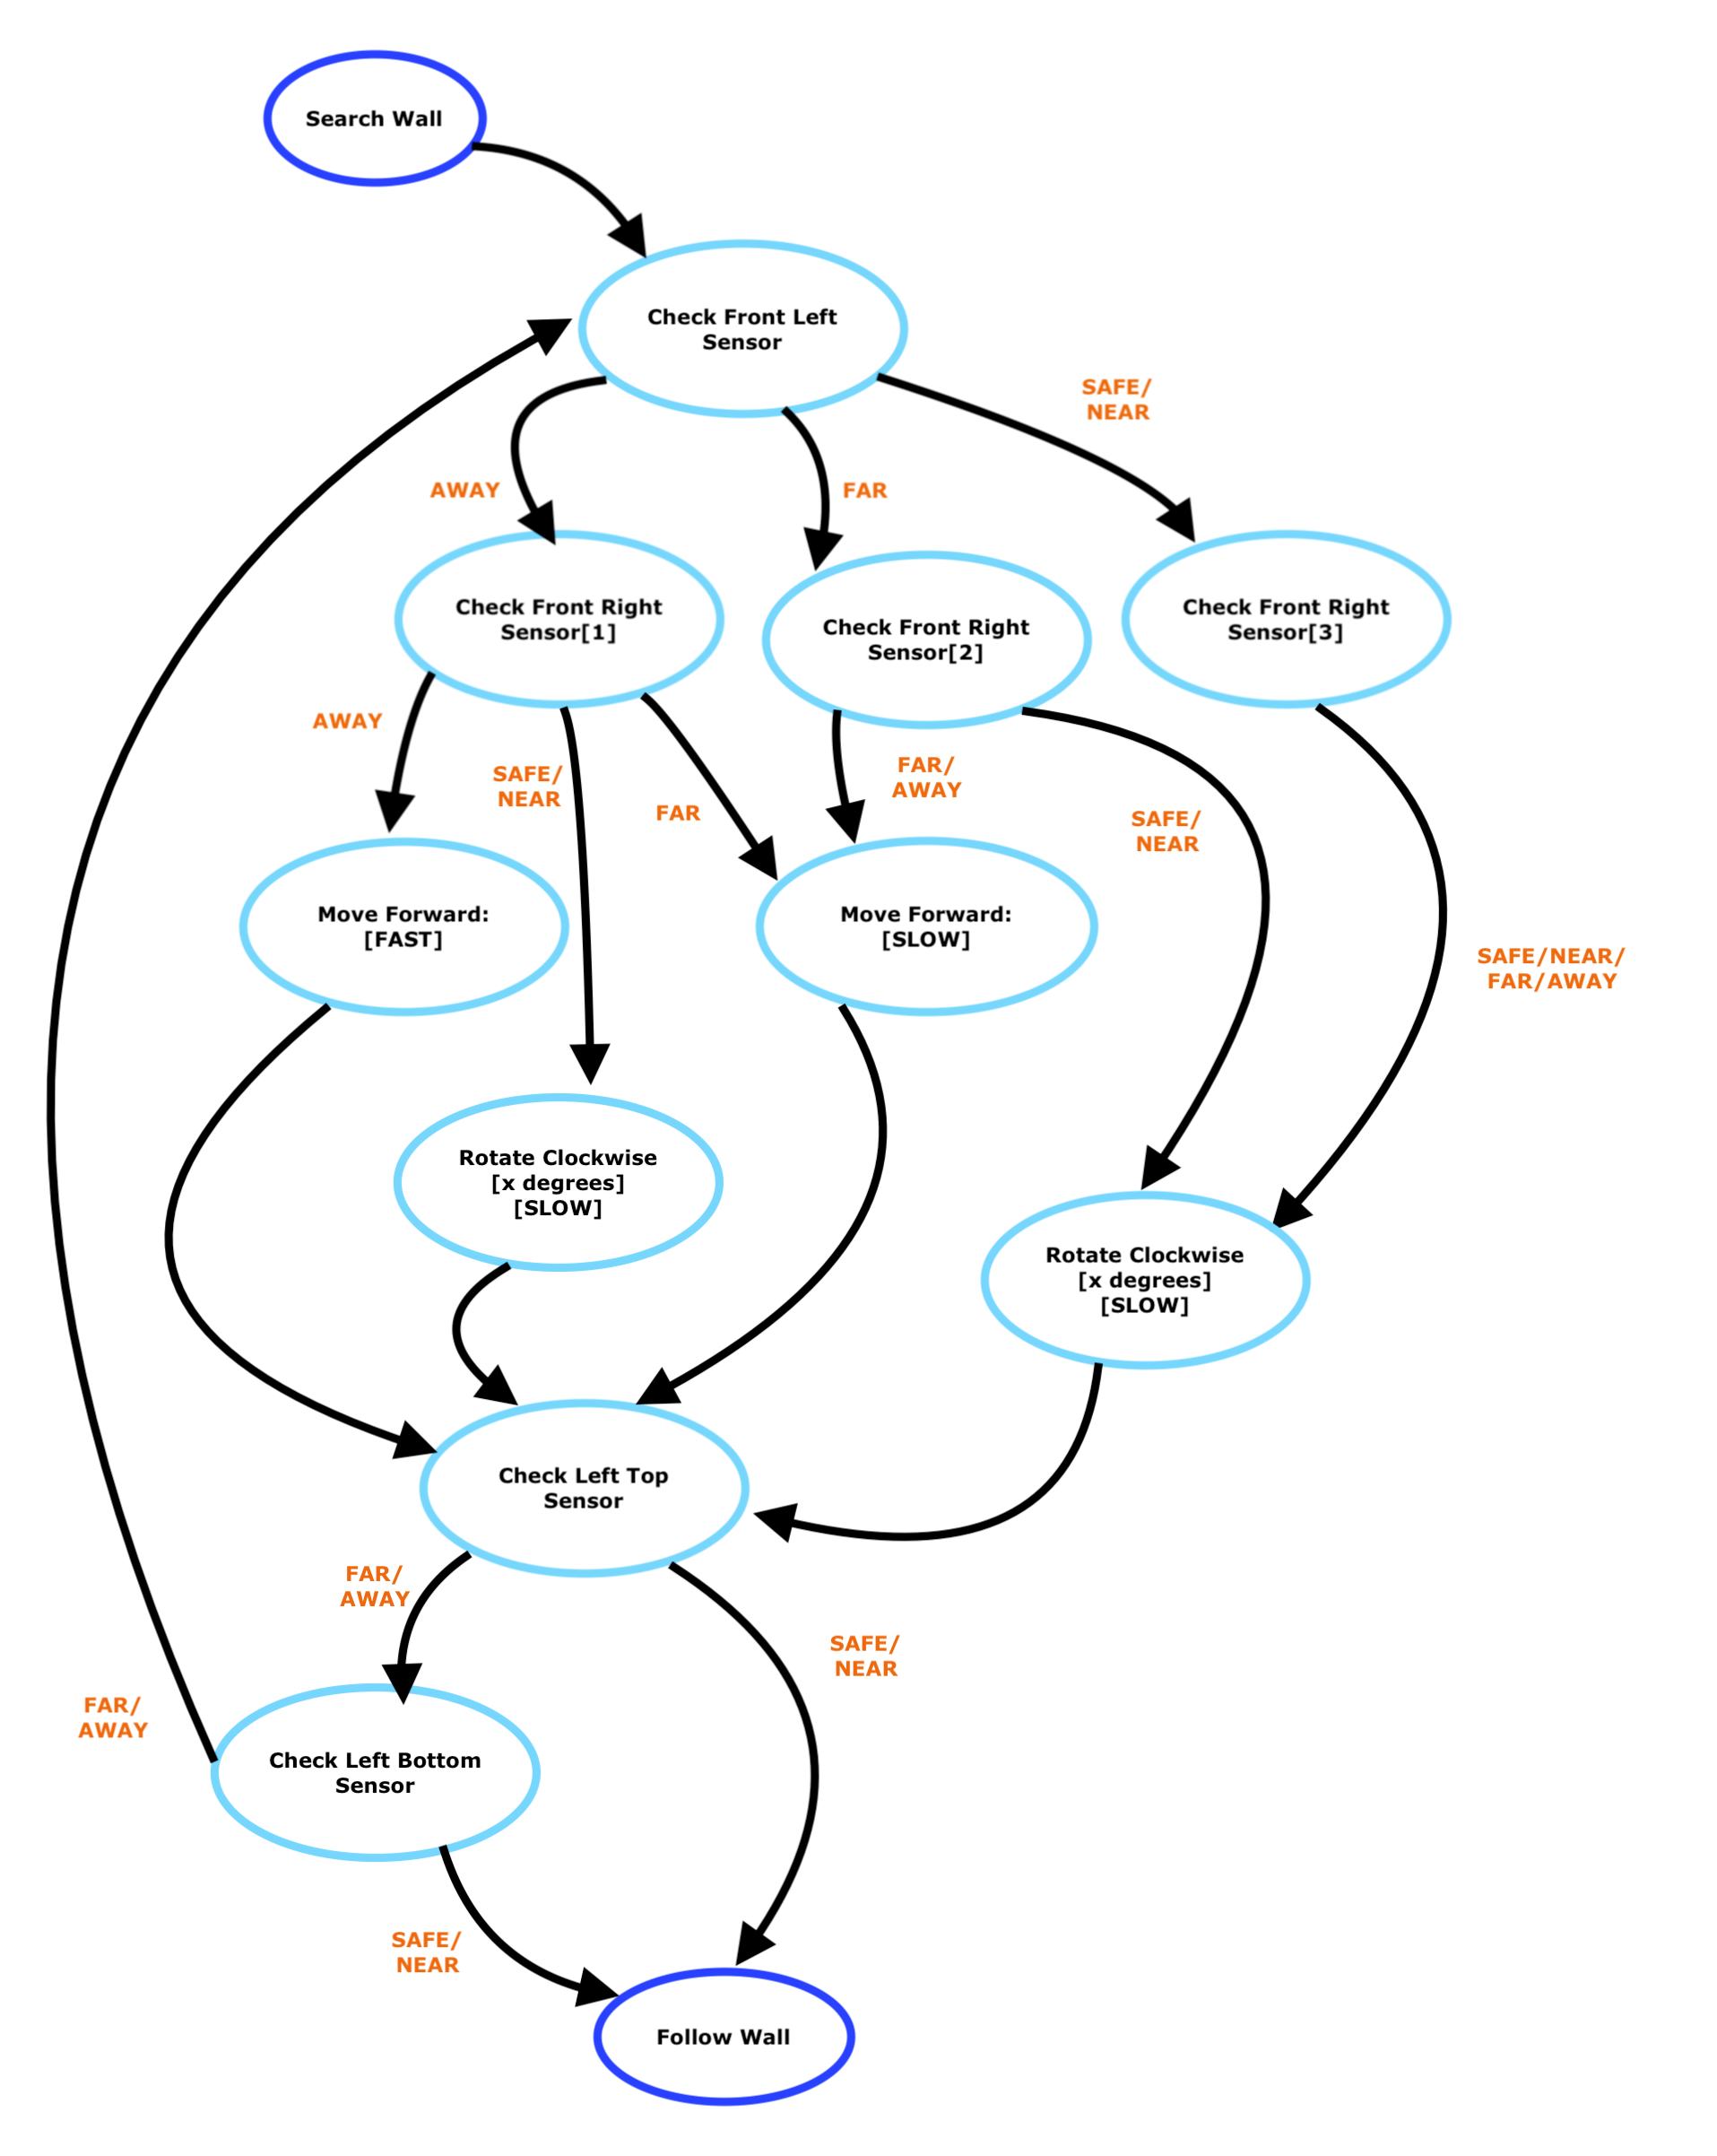 Search Wall
Check Front Left
Sensor
SAFE/
NEAR
AWAY
FAR
Check Front Right
Sensor[1]
Check Front Right
Sensor[2]
Check Front Right
Sensor[3]
AWAY
SAFE/
NEAR
FAR
FAR/
AWAY
SAFE/
NEAR
Move Forward:
[FAST]
Move Forward:
[SLOW]
SAFE/NEAR/
FAR/AWAY
Rotate Clockwise
[x degrees]
[SLOW]
Rotate Clockwise
[x degrees]
[SLOW]
Check Left Top
Sensor
FAR/
AWAY
SAFE/
NEAR
FAR/
AWAY
Check Left Bottom
Sensor
SAFE/
NEAR
Follow Wall